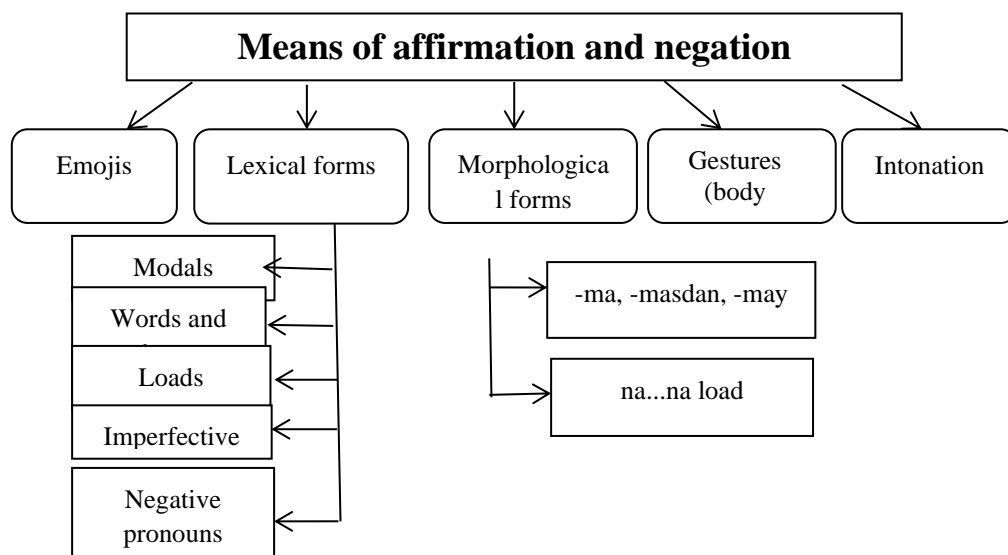 Means of affirmation and negation
Emojis
Lexical forms
Morphologica
l forms
Gestures
(body
Intonation
Modals
Words and
Loads
Imperfective
Negative
pronouns
-ma, -masdan, -may
na...na load